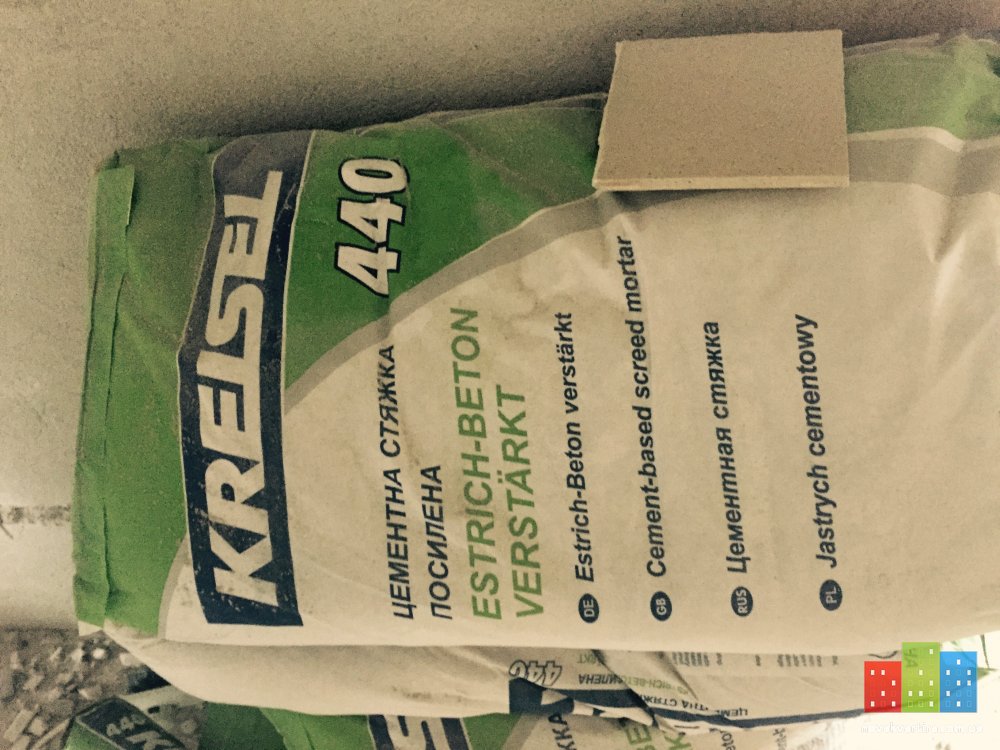 KREISEL
440
ЦЕМЕНТНА СТЯЖКА
ПОСИЛЕНА
ESTRICH-BETON
VERSTÄRKT
DE Estrich-Beton verstärkt
GB Cement-based screed mortar
RUS Цементная стяжка
PL Jastrych cementowy
440